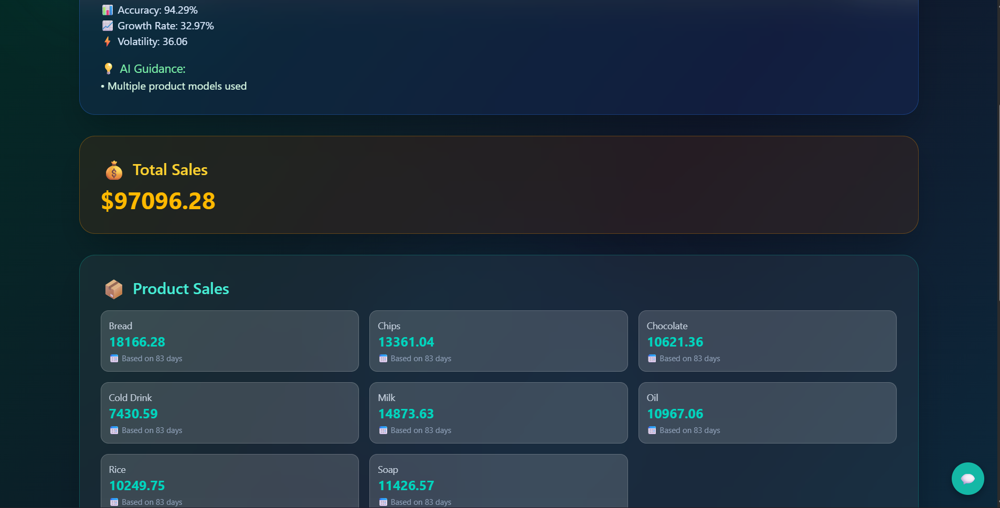 Accuracy: 94.29%
Growth Rate: 32.97%
Volatility: 36.06
AI Guidance:
• Multiple product models used
Total Sales
$97096.28
Product Sales
Bread
18166.28
Based on 83 days
Chips
13361.04
Based on 83 days
Chocolate
10621.36
Based on 83 days
Cold Drink
7430.59
Based on 83 days
Milk
14873.63
Based on 83 days
Oil
10967.06
Based on 83 days
Rice
10249.75
Based on 83 days
Soap
11426.57
Based on 83 days